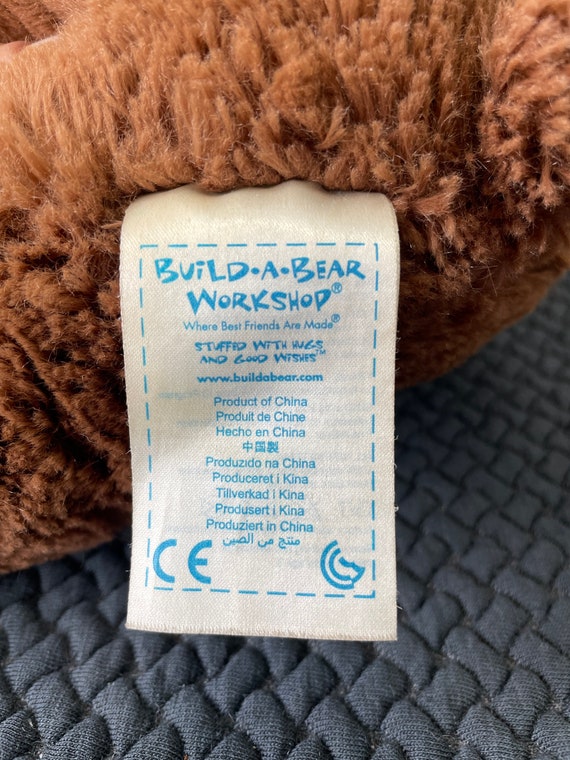 BUILD·A·BEAR
WORKSHOP®
Where Best Friends Are Made®
STUFFED WITH HUGS
AND GOOD WISHES™
www.buildabear.com
Product of China
Produit de Chine
Hecho en China
中国製
Produzido na China
Produceret i Kina
Tillverkad i Kina
Produsert i Kina
Produziert in China
منتج من الصين
CE